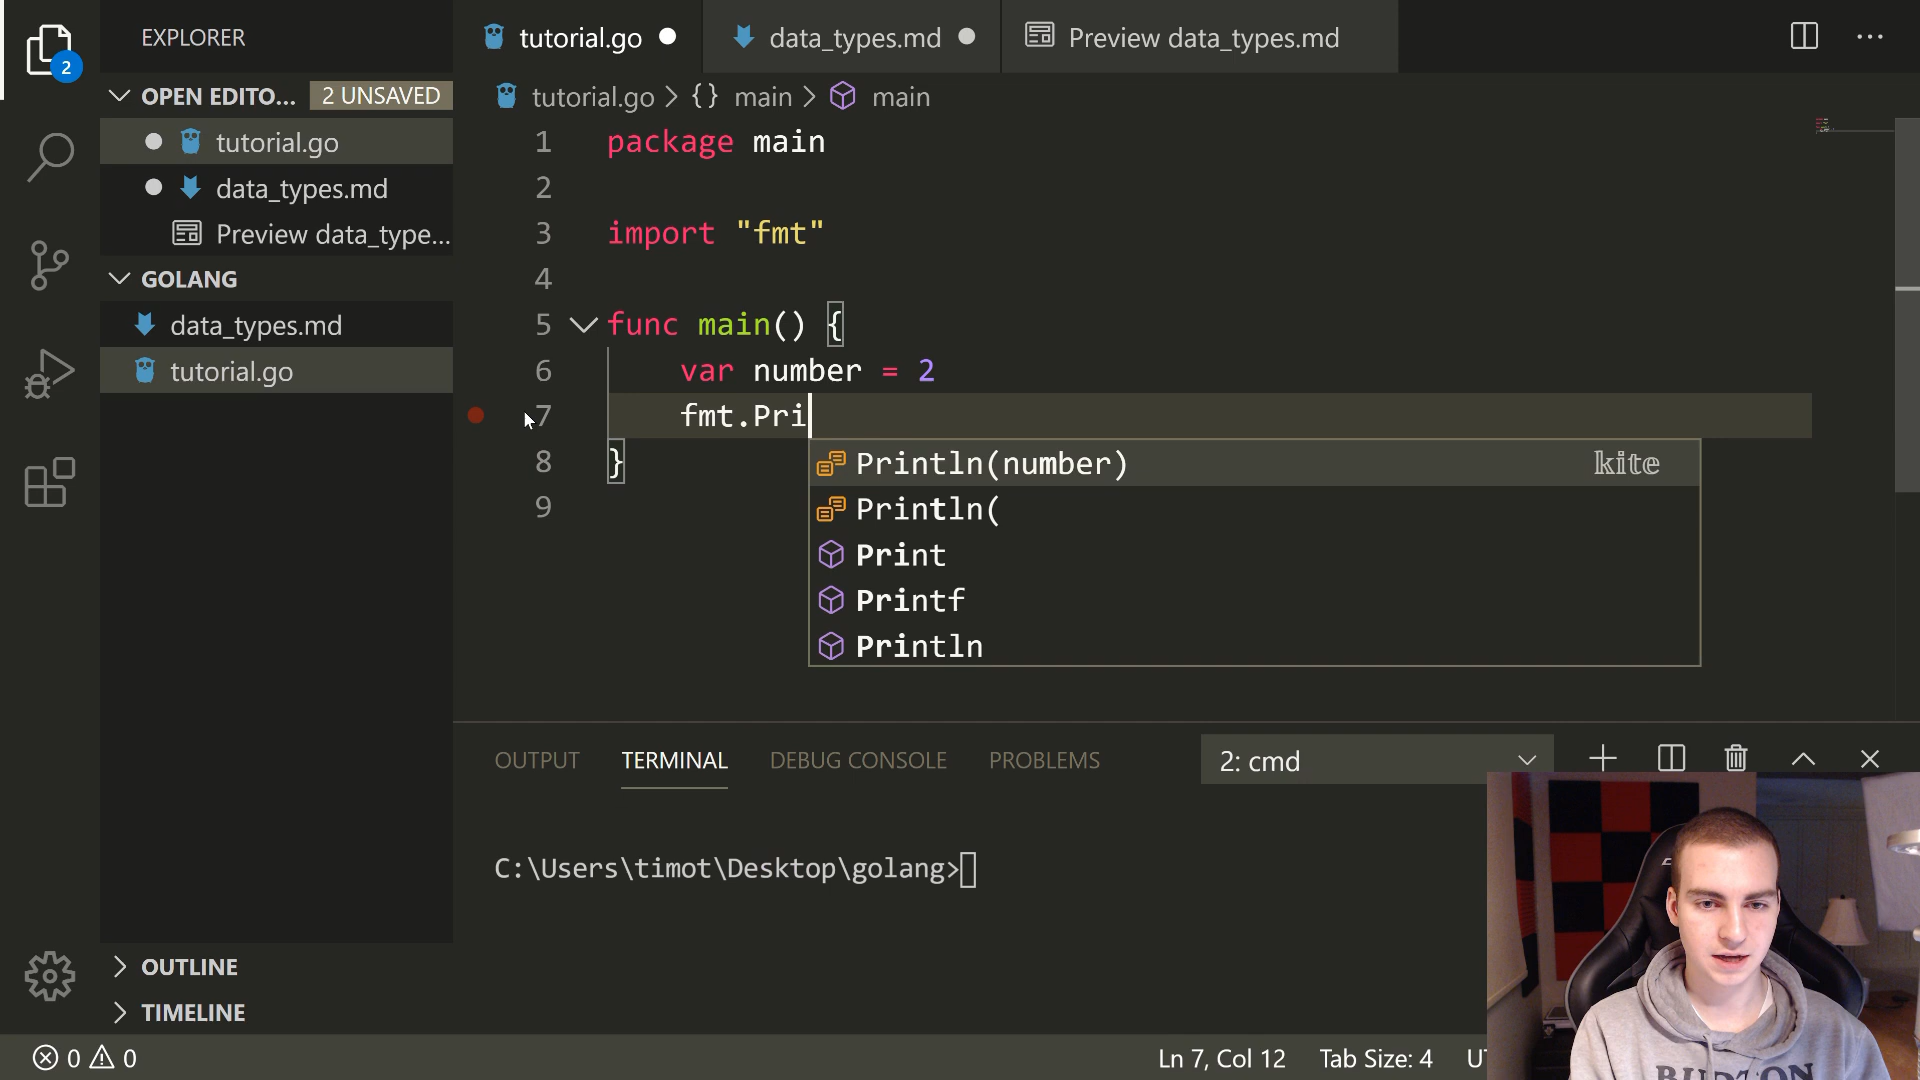 EXPLORER
OPEN EDITO... 2 UNSAVED
tutorial.go
data_types.md
Preview data_type...
GOLANG
data_types.md
tutorial.go
OUTLINE
TIMELINE
tutorial.go data_types.md Preview data_types.md
tutorial.go > {} main > main
1 package main
2
3 import "fmt"
4
5 func main() {
6 var number = 2
7 fmt.Pri
8 }
9
Println(number) kite
Println(
Print
Printf
Println
OUTPUT TERMINAL DEBUG CONSOLE PROBLEMS 2: cmd
C:\Users\timot\Desktop\golang>
0 0 Ln 7, Col 12 Tab Size: 4
2